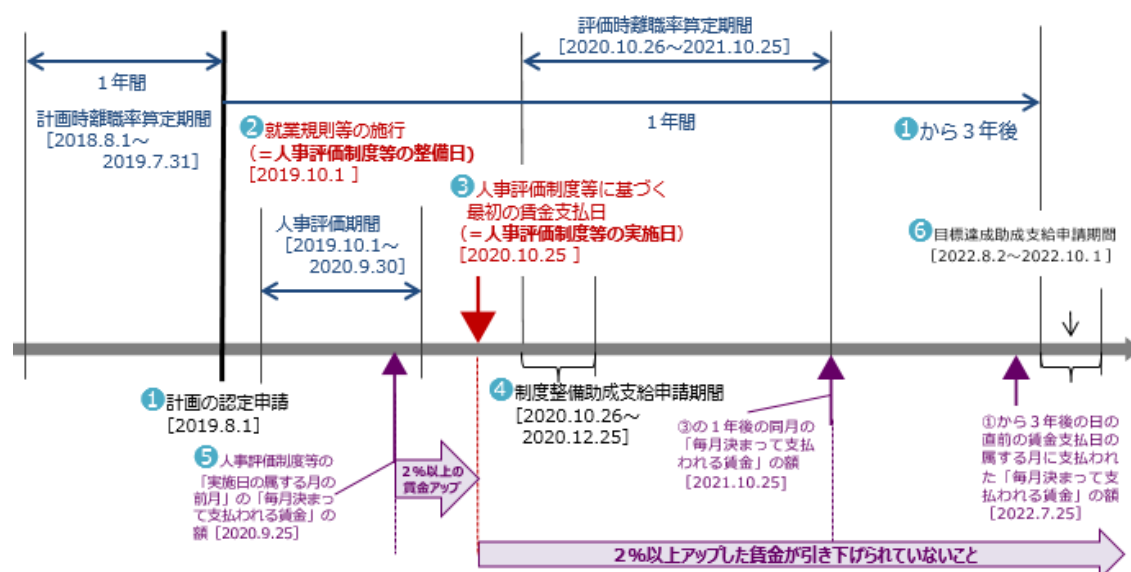 評価時離職率算定期間
[2020.10.26～2021.10.25]
１年間
計画時離職率算定期間
[2018.8.1～
2019.7.31]
１年間
①から３年後
②就業規則等の施行
(＝人事評価制度等の整備日)
[2019.10.1 ]
③人事評価制度等に基づく
最初の賃金支払日
(＝人事評価制度等の実施日)
[2020.10.25 ]
人事評価期間
[2019.10.1～
2020.9.30]
⑥目標達成助成支給申請期間
[2022.8.2～2022.10.1 ]
①計画の認定申請
[2019.8.1]
④制度整備助成支給申請期間
[2020.10.26～
2020.12.25]
⑤人事評価制度等の
「実施日の属する月の
前月」の「毎月決まっ
て支払われる賃金」の
額 [2020.9.25]
２％以上の
賃金アップ
③の１年後の同月の
「毎月決まって支払
われる賃金」の額
[2021.10.25]
①から３年後の日の
直前の賃金支払日の
属する月に支払われ
た「毎月決まって支
払われる賃金」の額
[2022.7.25]
２％以上アップした賃金が引き下げられていないこと